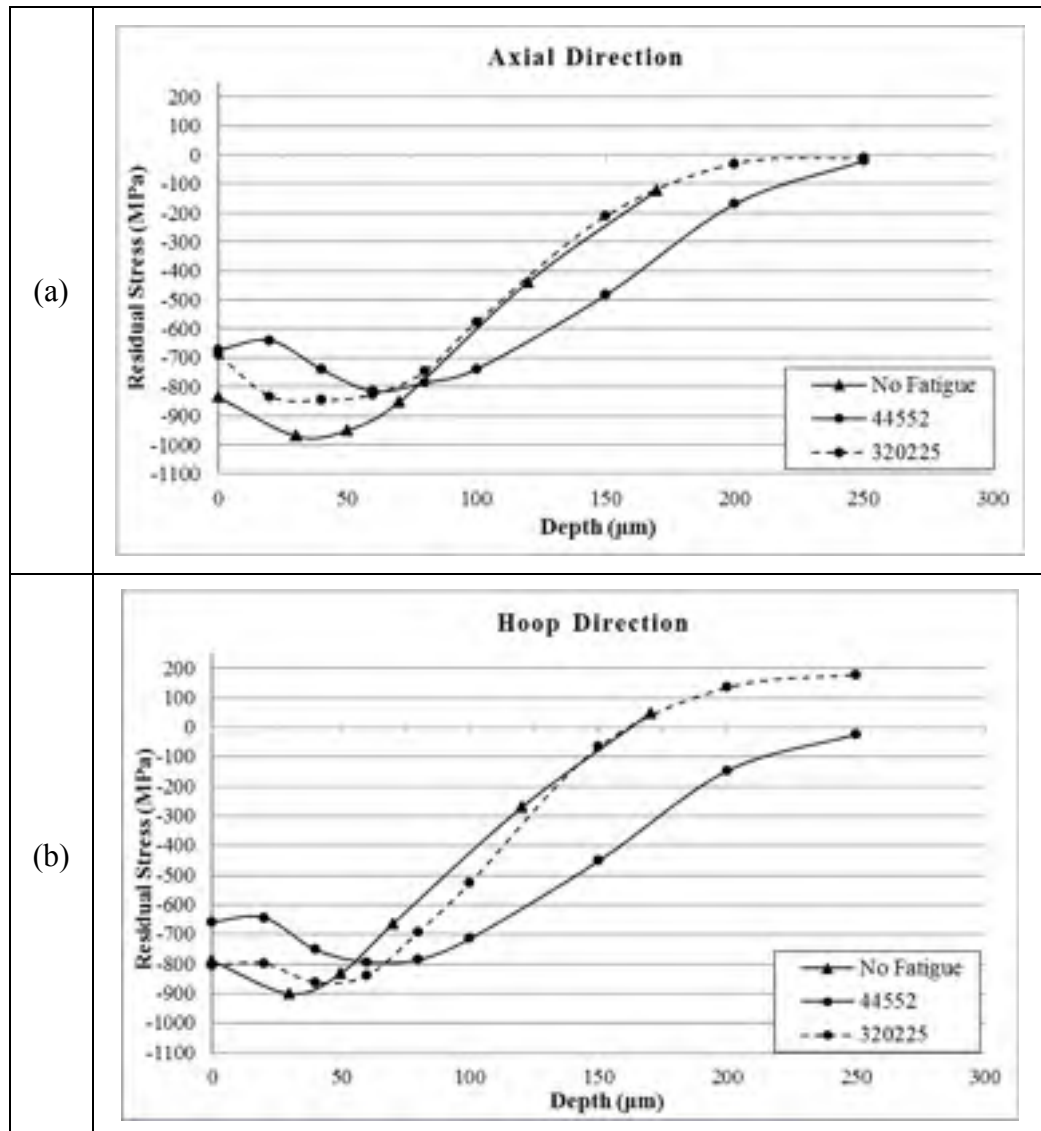 (a)
Axial Direction
Residual Stress (MPa)
200
100
0
-100
-200
-300
-400
-500
-600
-700
-800
-900
-1000
-1100
0 50 100 150 200 250 300
Depth (μm)
No Fatigue
44552
320225
(b)
Hoop Direction
Residual Stress (MPa)
200
100
0
-100
-200
-300
-400
-500
-600
-700
-800
-900
-1000
-1100
0 50 100 150 200 250 300
Depth (μm)
No Fatigue
44552
320225